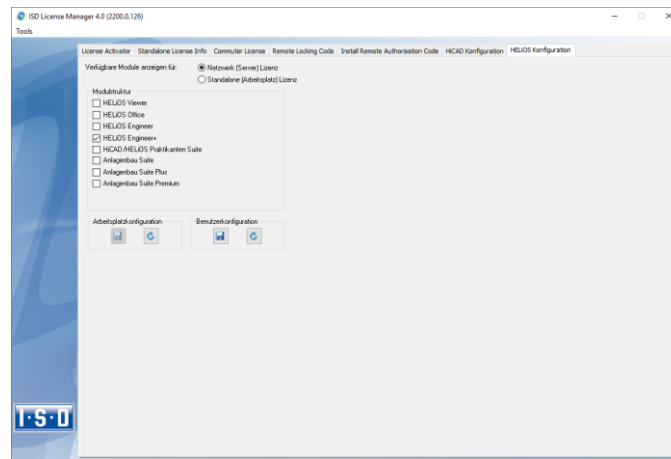 ISD License Manager 4.0 (2200.0.126)
Tools
License Activator Standalone License Info Commuter License Remote Locking Code Install Remote Authorisation Code HiCAD Konfiguration HELiOS Konfiguration
Verfügbare Module anzeigen für: Netzwerk (Server) Lizenz
Standalone (Arbeitsplatz) Lizenz
Modulstruktur
HELiOS Viewer
HELiOS Office
HELiOS Engineer
HELiOS Engineer+
HiCAD/HELiOS Praktikanten Suite
Anlagenbau Suite
Anlagenbau Suite Plus
Anlagenbau Suite Premium
Arbeitsplatzkonfiguration Benutzerkonfiguration
I·S·D